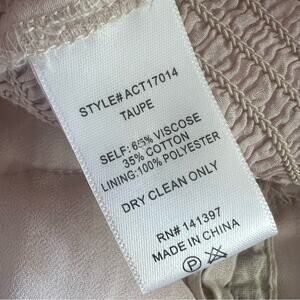 STYLE# ACT17014
TAUPE
SELF: 65% VISCOSE
35% COTTON
LINING: 100% POLYESTER
DRY CLEAN ONLY
RN# 141397
MADE IN CHINA
P